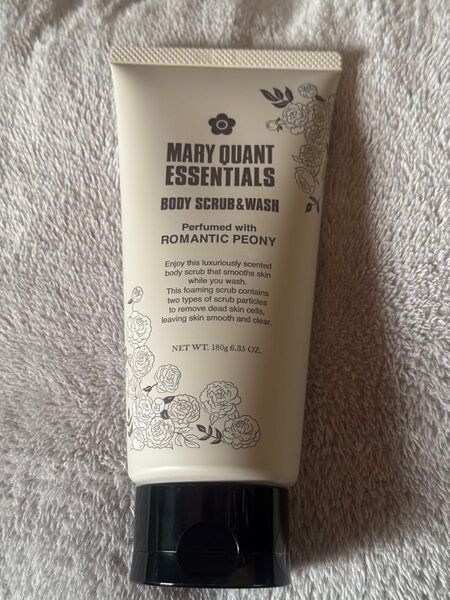 MARY QUANT
ESSENTIALS
BODY SCRUB&WASH
Perfumed with
ROMANTIC PEONY
Enjoy this luxuriously scented
body scrub that smooths skin
while you wash.
This foaming scrub contains
two types of scrub particles
to remove dead skin cells,
leaving skin smooth and clear.
NET WT. 180g 6.35 OZ.